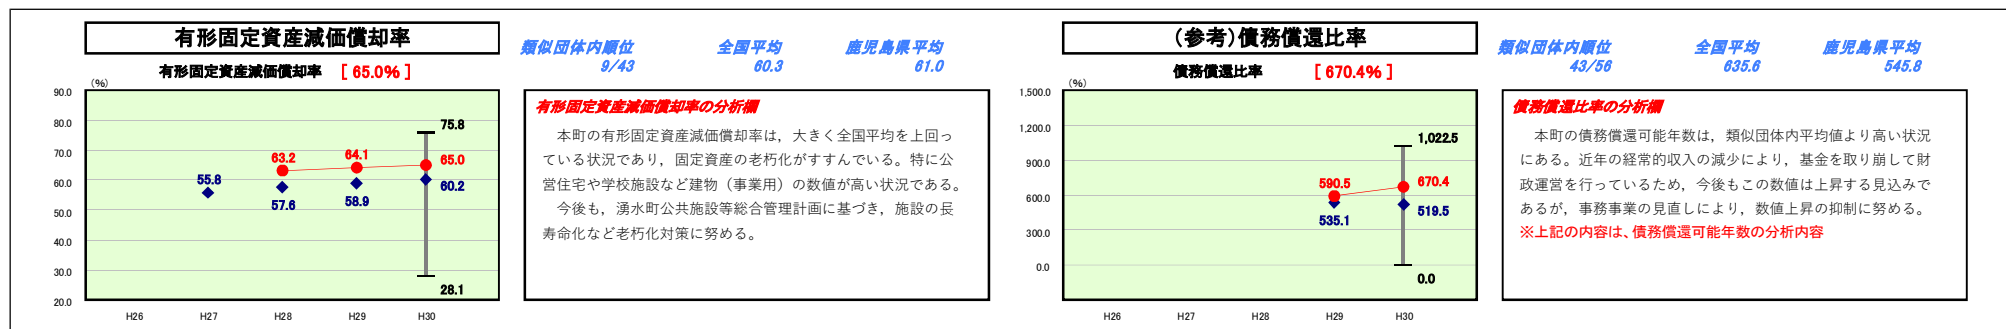 有形固定資産減価償却率
類似団体内順位 全国平均 鹿児島県平均
9/43 60.3 61.0
有形固定資産減価償却率 [ 65.0% ]
(%)
90.0
80.0
70.0
60.0
50.0
40.0
30.0
20.0
75.8
63.2 64.1 65.0
55.8
57.6 58.9 60.2
28.1
H26 H27 H28 H29 H30
有形固定資産減価償却率の分析欄
本町の有形固定資産減価償却率は，大きく全国平均を上回っ
ている状況であり，固定資産の老朽化がすすんでいる。特に公
営住宅や学校施設など建物（事業用）の数値が高い状況である。
今後も，湧水町公共施設等総合管理計画に基づき，施設の長
寿命化など老朽化対策に努める。
（参考）債務償還比率
類似団体内順位 全国平均 鹿児島県平均
43/56 635.6 545.8
債務償還比率 [ 670.4% ]
(%)
1,500.0
1,200.0
900.0
600.0
300.0
0.0
1,022.5
590.5 670.4
535.1 519.5
0.0
H26 H27 H28 H29 H30
債務償還比率の分析欄
本町の債務償還可能年数は，類似団体内平均値より高い状況
にある。近年の経常的収入の減少により，基金を取り崩して財
政運営を行っているため，今後もこの数値は上昇する見込みで
あるが，事務事業の見直しにより，数値上昇の抑制に努める。
※上記の内容は、債務償還可能年数の分析内容